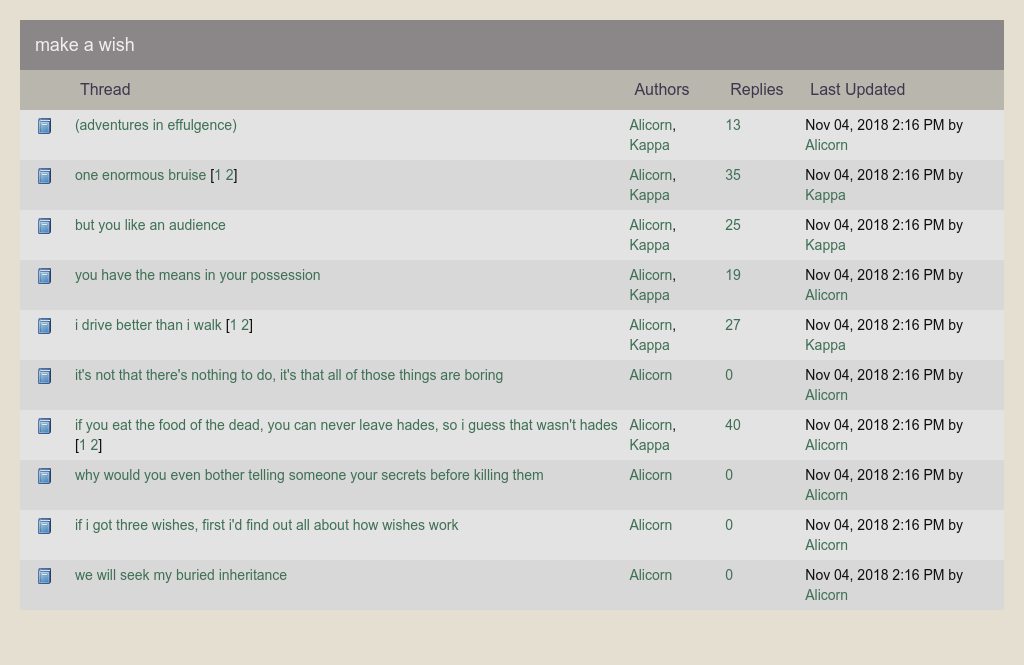 make a wish
Thread Authors Replies Last Updated
(adventures in effulgence) Alicorn, 13 Nov 04, 2018 2:16 PM by
Kappa Alicorn
one enormous bruise [1 2] Alicorn, 35 Nov 04, 2018 2:16 PM by
Kappa Kappa
but you like an audience Alicorn, 25 Nov 04, 2018 2:16 PM by
Kappa Kappa
you have the means in your possession Alicorn, 19 Nov 04, 2018 2:16 PM by
Kappa Alicorn
i drive better than i walk [1 2] Alicorn, 27 Nov 04, 2018 2:16 PM by
Kappa Kappa
it's not that there's nothing to do, it's that all of those things are boring Alicorn 0 Nov 04, 2018 2:16 PM by
Alicorn
if you eat the food of the dead, you can never leave hades, so i guess that wasn't hades Alicorn, 40 Nov 04, 2018 2:16 PM by
[1 2] Kappa Alicorn
why would you even bother telling someone your secrets before killing them Alicorn 0 Nov 04, 2018 2:16 PM by
Alicorn
if i got three wishes, first i'd find out all about how wishes work Alicorn 0 Nov 04, 2018 2:16 PM by
Alicorn
we will seek my buried inheritance Alicorn 0 Nov 04, 2018 2:16 PM by
Alicorn